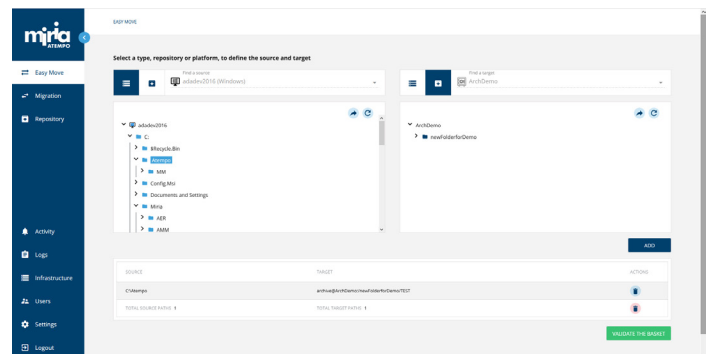 miria
ATEMPO
EASY MOVE
Select a type, repository or platform, to define the source and target
Easy Move
Migration
Repository
Activity
Logs
Infrastructure
Users
Settings
Logout
Find a source
adadev2016 (Windows)
Find a target
ArchDemo
adadev2016
C:
$Recycle.Bin
Atempo
MM
Config.Msi
Documents and Settings
Miria
AER
AMM
ArchDemo
newFolderforDemo
ADD
SOURCE TARGET ACTIONS
C:\Atempo archive@ArchDemo:/newFolderforDemo/TEST
TOTAL SOURCE PATHS 1 TOTAL TARGET PATHS 1
VALIDATE THE BASKET